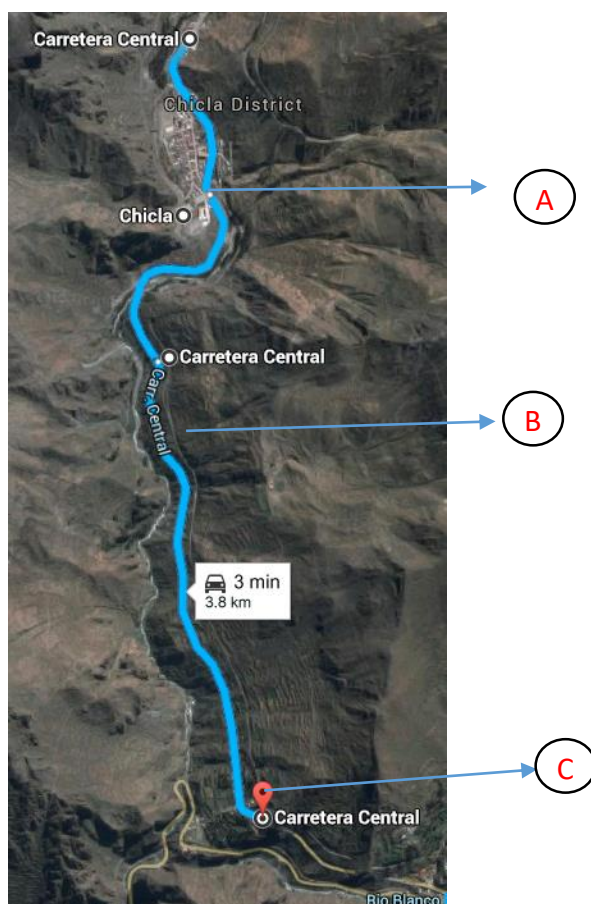 Carretera Central
Chicla District
A
Chicla
Carretera Central
Carr. Central
B
3 min
3.8 km
C
Carretera Central
Rio Blanco